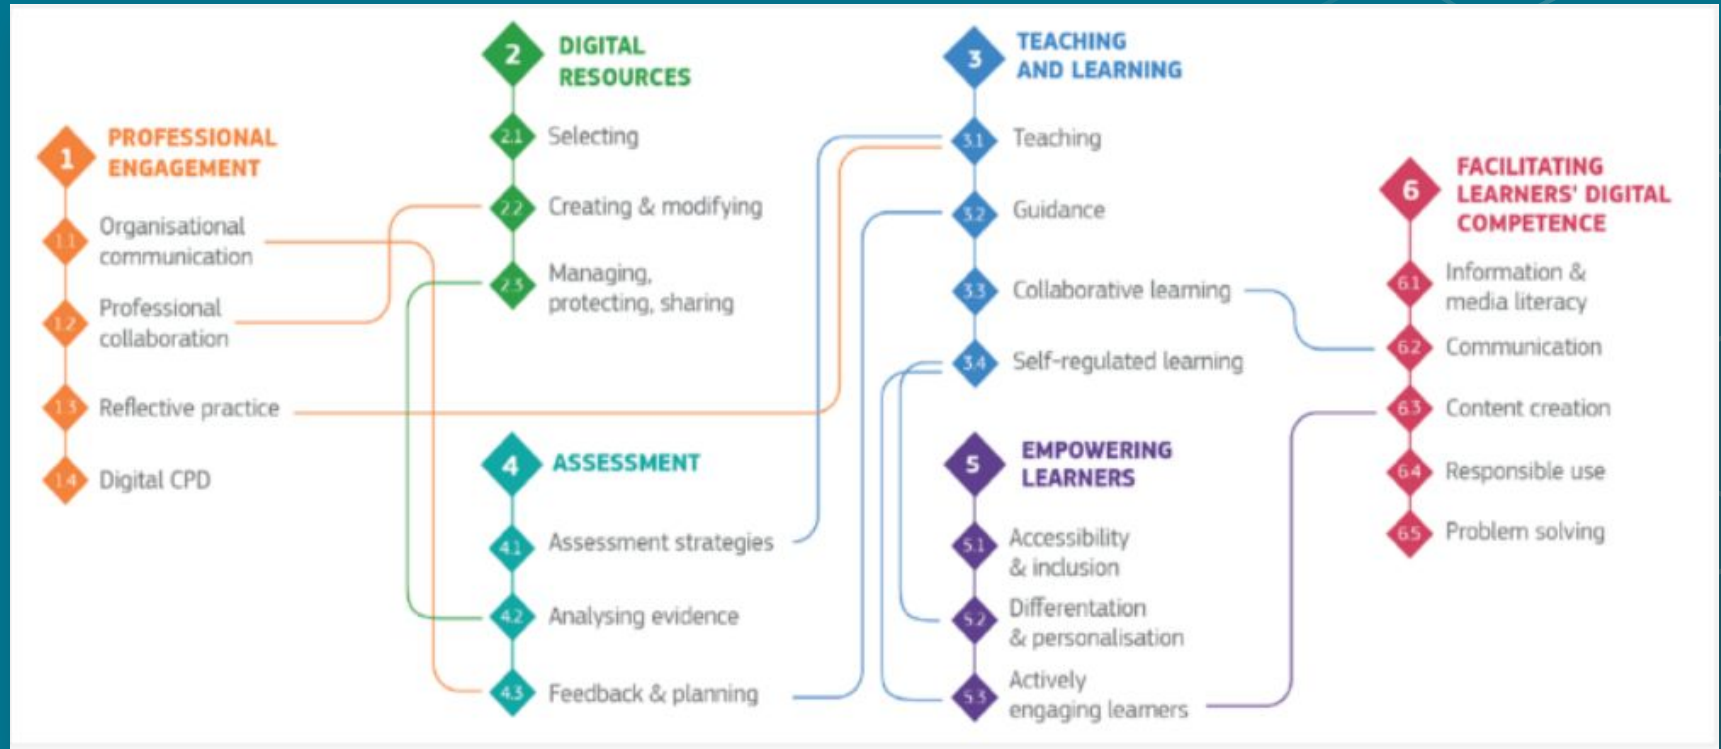 1
PROFESSIONAL
ENGAGEMENT
1.1
Organisational
communication
1.2
Professional
collaboration
1.3
Reflective practice
1.4
Digital CPD
2
DIGITAL
RESOURCES
2.1
Selecting
2.2
Creating & modifying
2.3
Managing,
protecting, sharing
3
TEACHING
AND LEARNING
3.1
Teaching
3.2
Guidance
3.3
Collaborative learning
3.4
Self-regulated learning
4
ASSESSMENT
4.1
Assessment strategies
4.2
Analysing evidence
4.3
Feedback & planning
5
EMPOWERING
LEARNERS
5.1
Accessibility
& inclusion
5.2
Differentation
& personalisation
5.3
Actively
engaging learners
6
FACILITATING
LEARNERS' DIGITAL
COMPETENCE
6.1
Information &
media literacy
6.2
Communication
6.3
Content creation
6.4
Responsible use
6.5
Problem solving